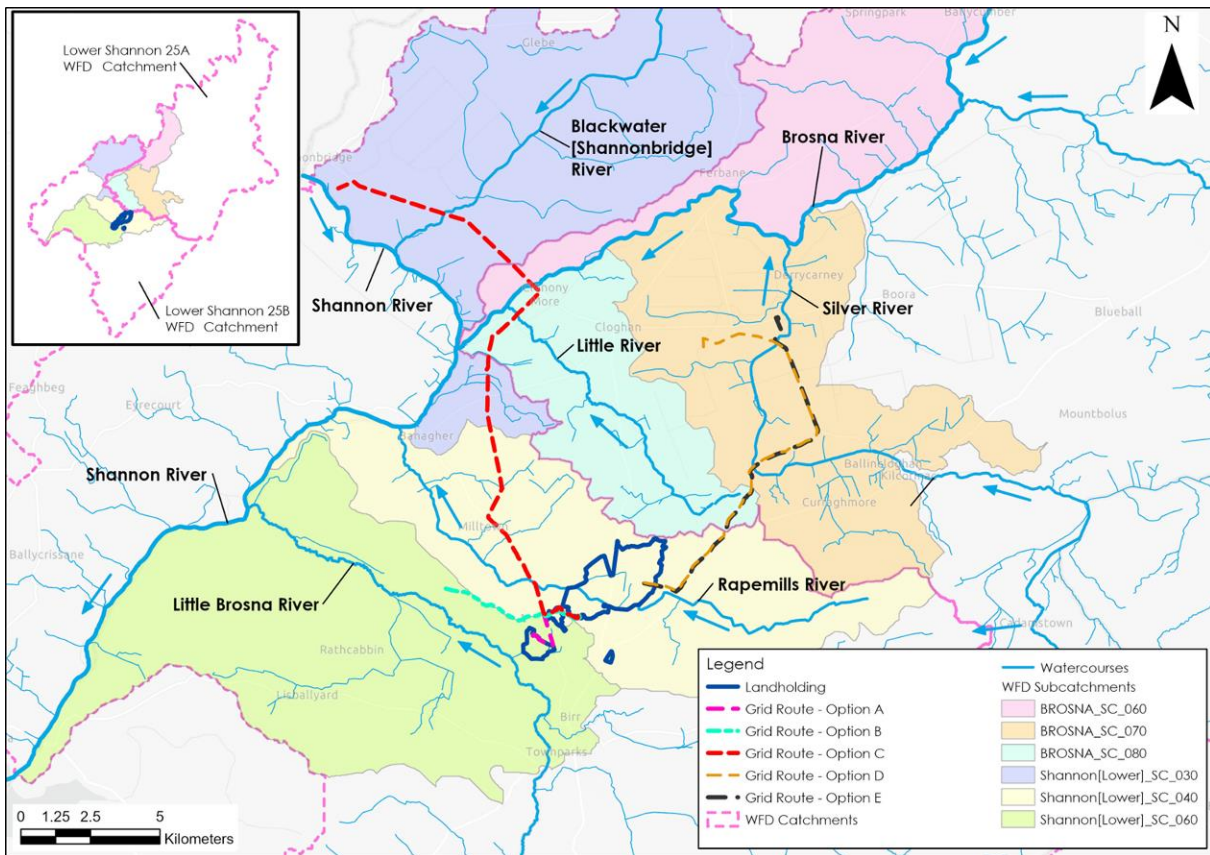 Lower Shannon 25A
WFD Catchment
Lower Shannon 25B
WFD Catchment
Glebe
Springpark
Ballycumber
N
Blackwater
[Shannonbridge]
River
Brosna River
Ferbane
Shannon River
Derrycarney
Silver River
Boora
Blueball
Cloghan
Little River
Feaghbeg
Eyrecourt
Mountbolus
Shannon River
Milltown
Curraghmore
Ballycrissane
Rapemills River
Little Brosna River
Cadamstown
Rathcabbin
Lisballyard
Birr
Townparks
0 1.25 2.5 5
Kilometers
Legend
Landholding
Grid Route - Option A
Grid Route - Option B
Grid Route - Option C
Grid Route - Option D
Grid Route - Option E
WFD Catchments
Watercourses
WFD Subcatchments
BROSNA_SC_060
BROSNA_SC_070
BROSNA_SC_080
Shannon[Lower]_SC_030
Shannon[Lower]_SC_040
Shannon[Lower]_SC_060